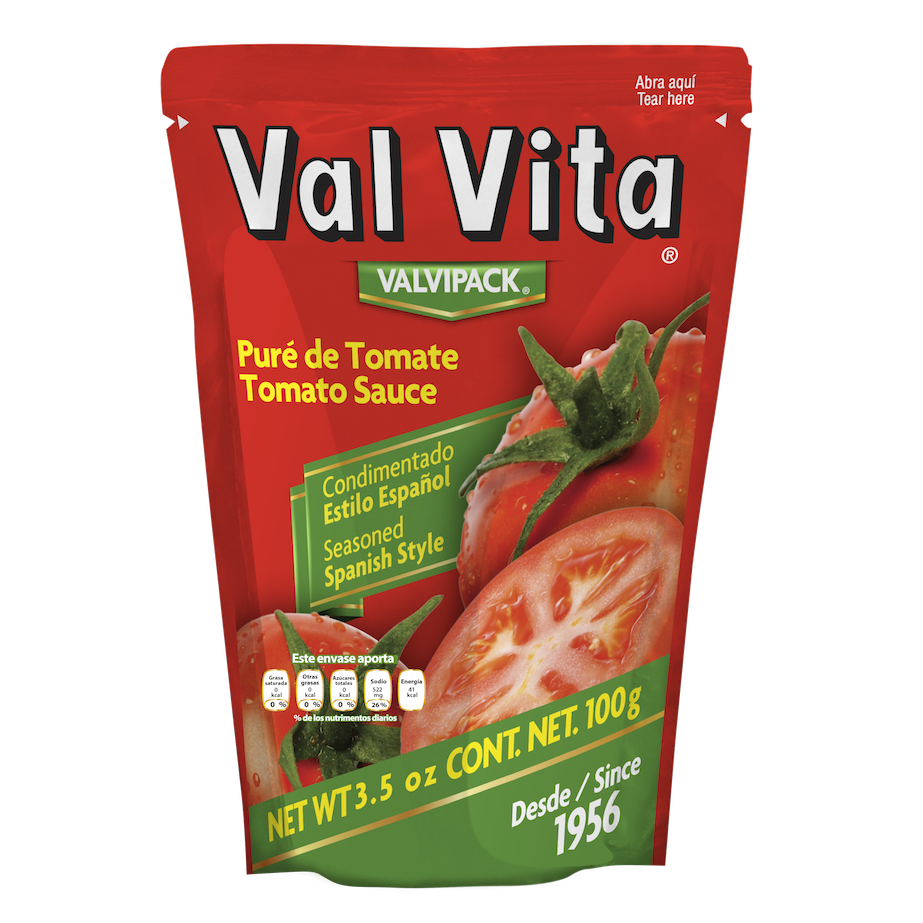 Abra aquí
Tear here
Val Vita
®
VALVIPACK®
Puré de Tomate
Tomato Sauce
Condimentado
Estilo Español
Seasoned
Spanish Style
Este envase aporta
Grasa saturada 0 kcal 0 %
Otras grasas 0 kcal 0 %
Azúcares totales 0 kcal 0 %
Sodio 522 mg 26 %
Energía 41 kcal
% de los nutrimentos diarios
NET WT 3.5 oz CONT. NET. 100g
Desde / Since
1956